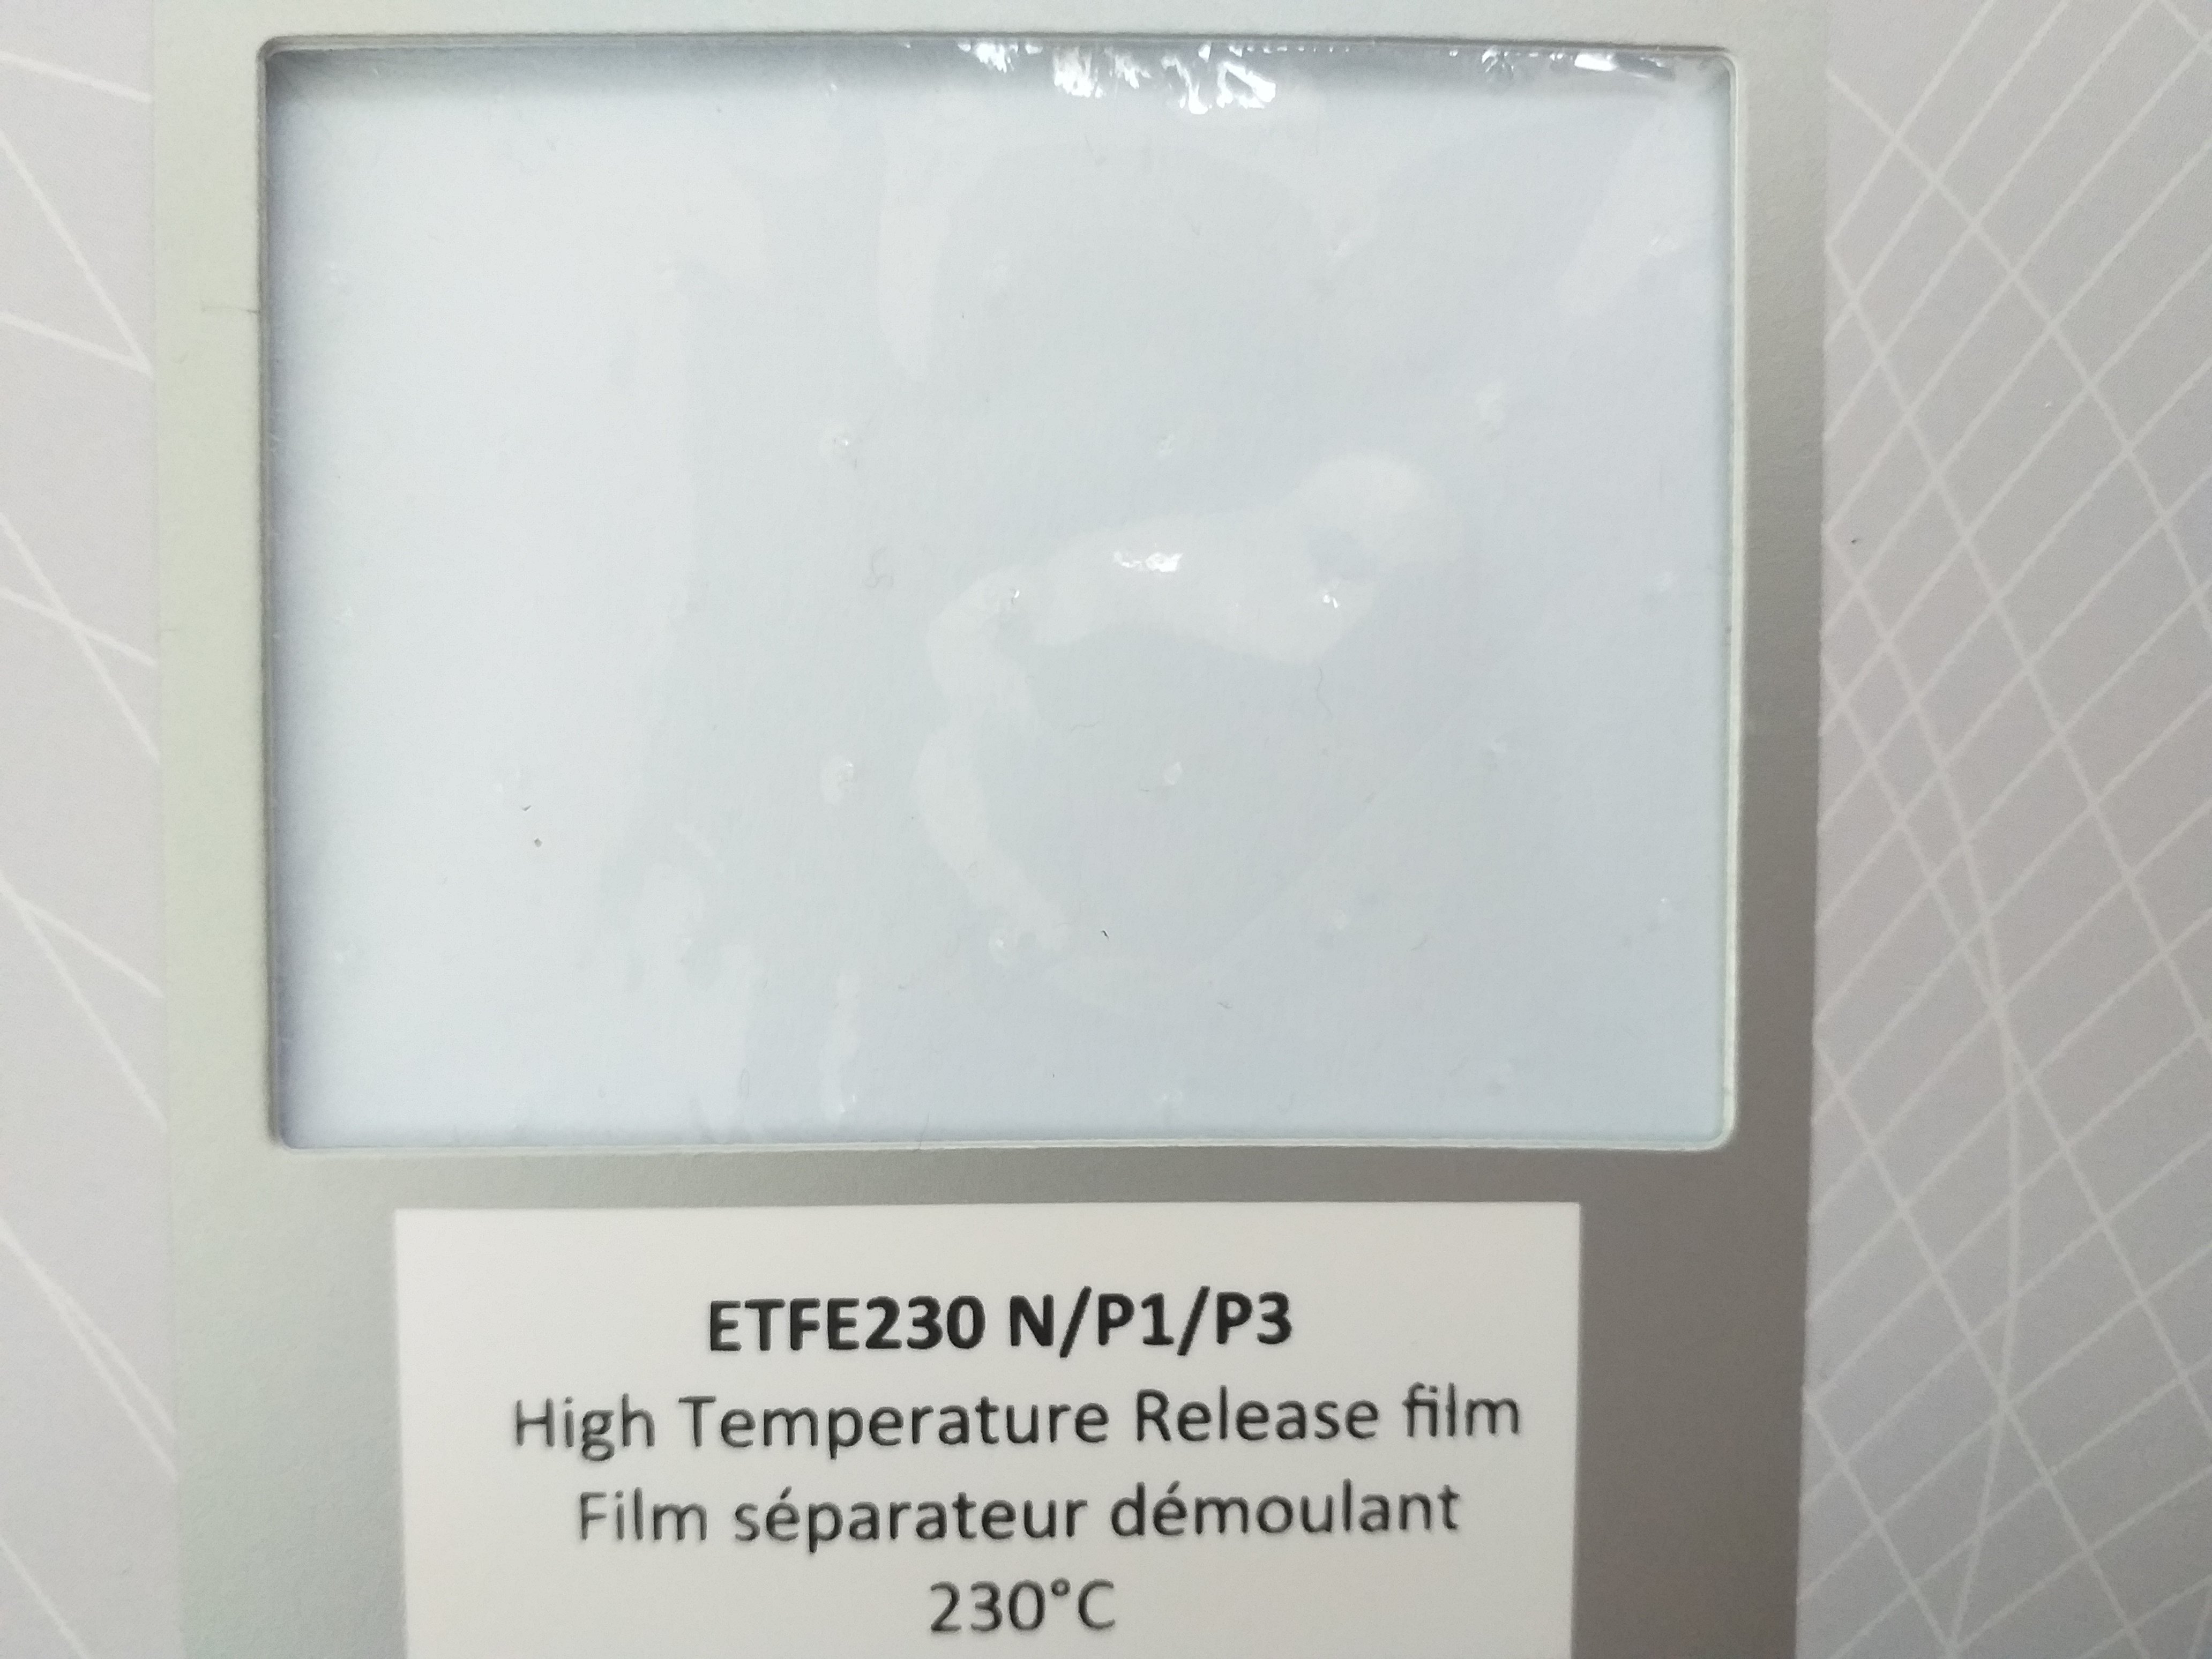 ETFE230 N/P1/P3
High Temperature Release film
Film séparateur démoulant
230°C